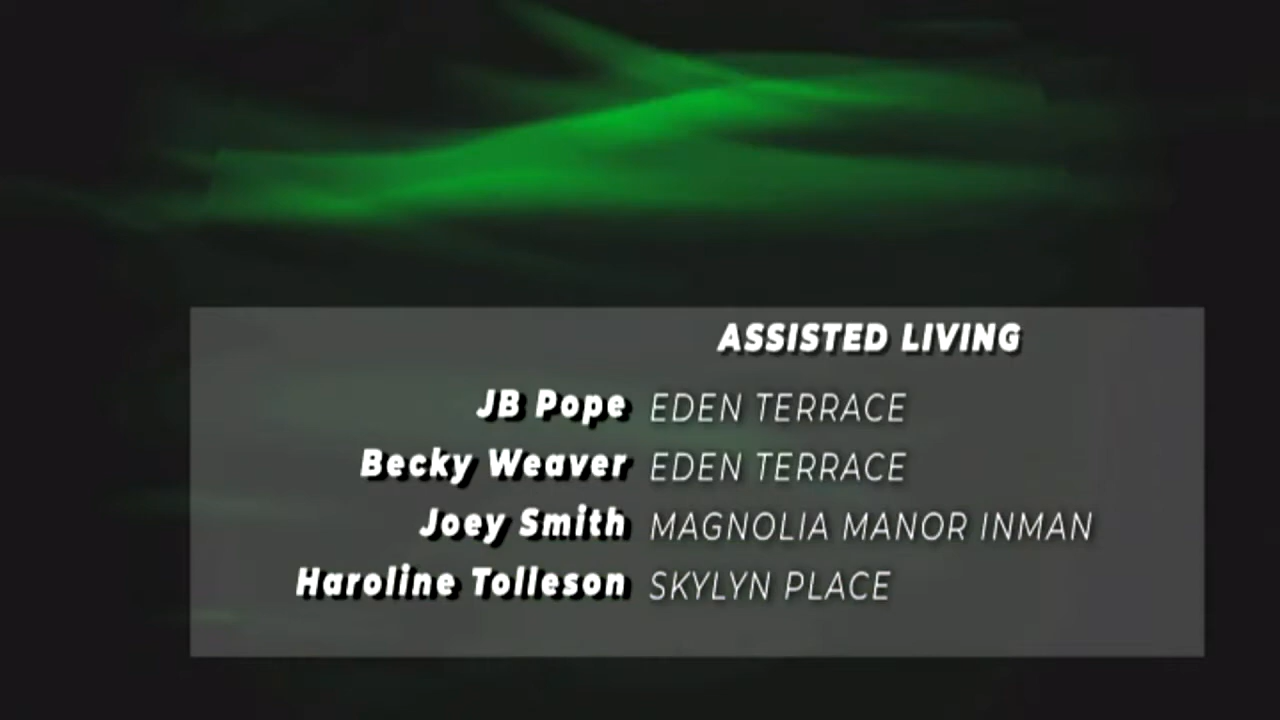 ASSISTED LIVING
JB Pope EDEN TERRACE
Becky Weaver EDEN TERRACE
Joey Smith MAGNOLIA MANOR INMAN
Haroline Tolleson SKYLYN PLACE